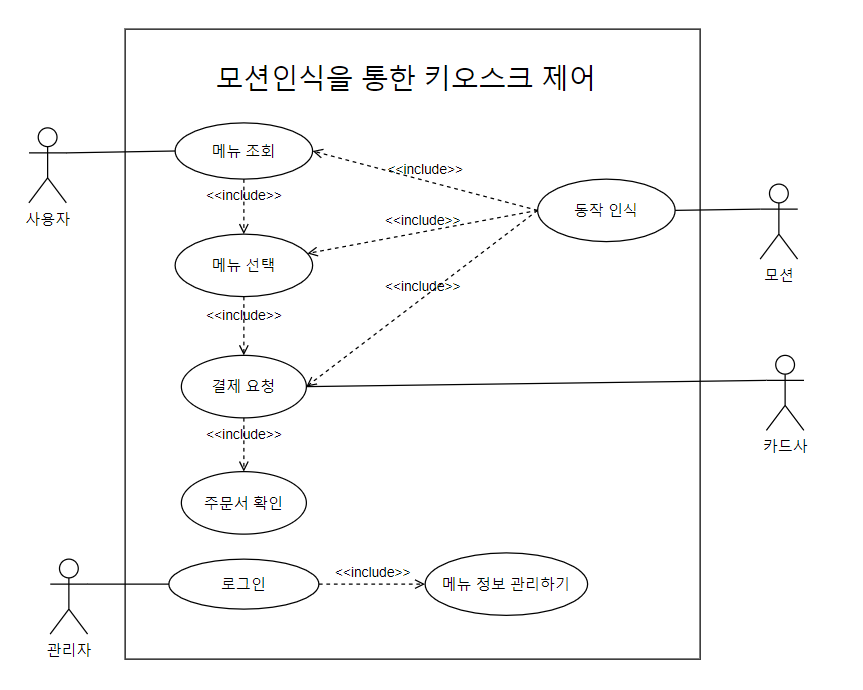 모션인식을 통한 키오스크 제어
메뉴 조회
<<include>>
<<include>>
동작 인식
사용자
<<include>>
메뉴 선택
모션
<<include>>
<<include>>
결제 요청
카드사
<<include>>
주문서 확인
<<include>>
로그인
메뉴 정보 관리하기
관리자